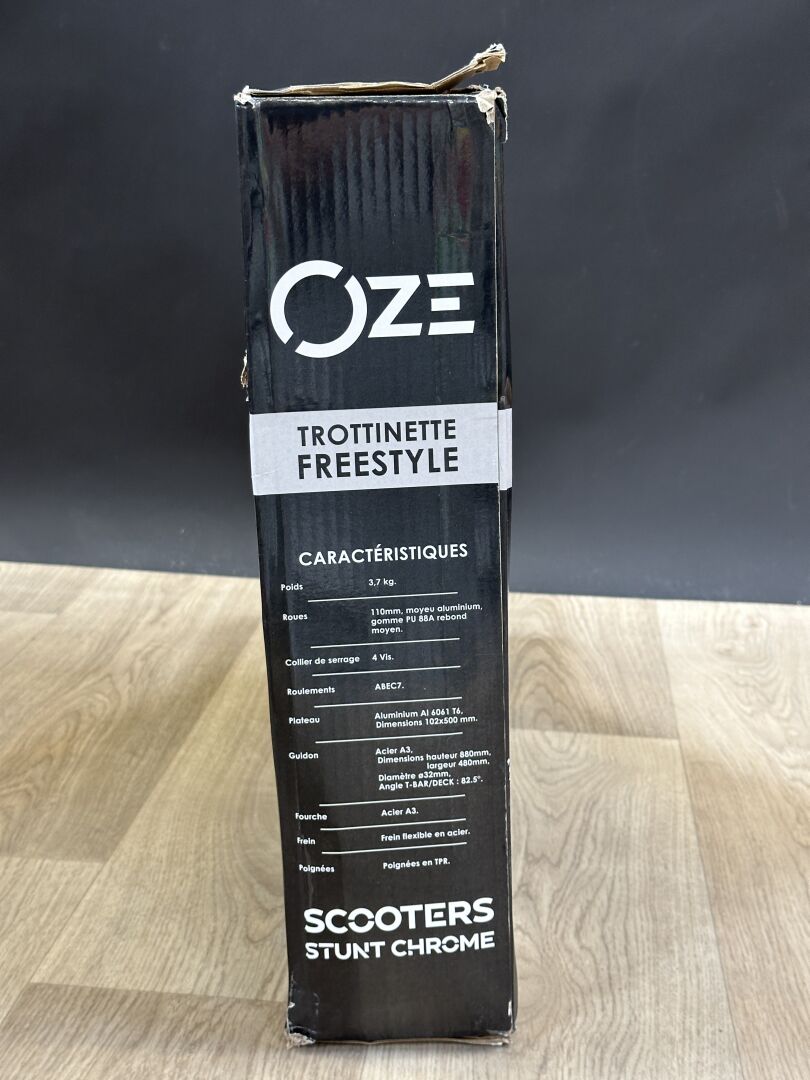 OZE
TROTTINETTE
FREESTYLE
CARACTÉRISTIQUES
Poids 3,7 kg.
Roues 110mm, moyeu aluminium,
gomme PU 88A rebond
moyen.
Collier de serrage 4 Vis.
Roulements ABEC7.
Plateau Aluminium Al 6061 T6,
Dimensions 102x500 mm.
Guidon Acier A3,
Dimensions hauteur 880mm,
largeur 480mm,
Diamètre ø32mm,
Angle T-BAR/DECK : 82.5°.
Fourche Acier A3.
Frein Frein flexible en acier.
Poignées Poignées en TPR.
SCOOTERS
STUNT CHROME